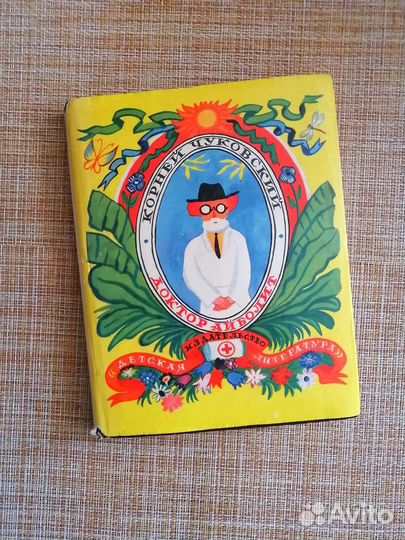 КОРНЕЙ ЧУКОВСКИЙ
ДОКТОР АЙБОЛИТ
ИЗДАТЕЛЬСТВО
«ДЕТСКАЯ ЛИТЕРАТУРА»
Avito